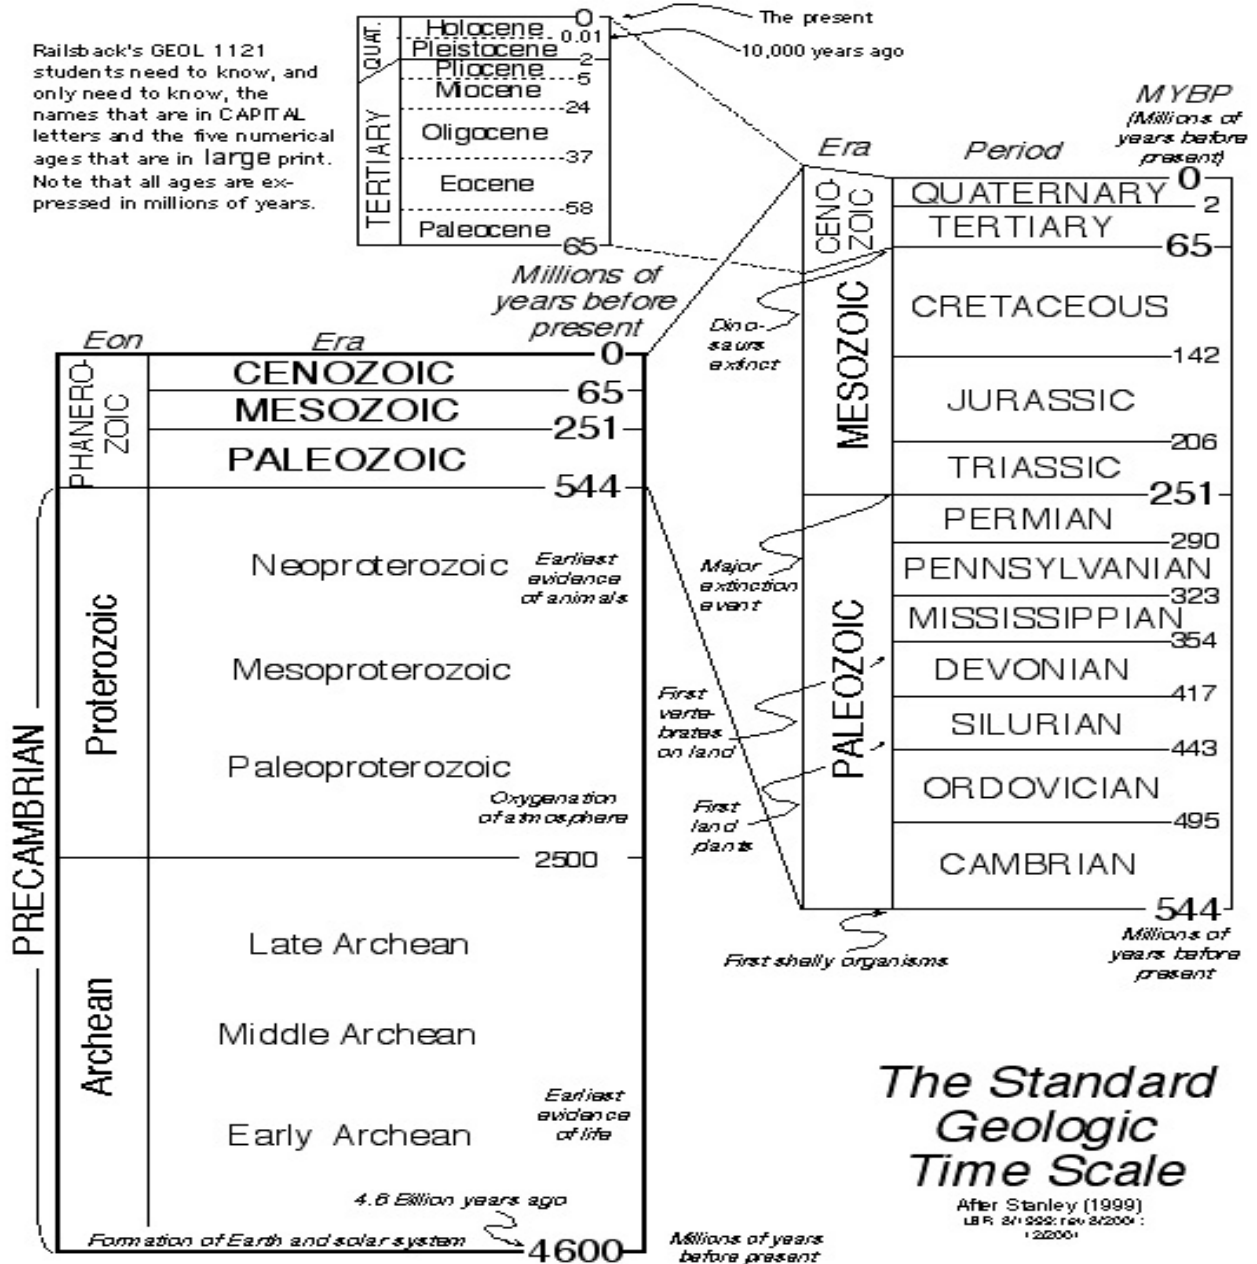 Railsback's GEOL 1121
students need to know, and
only need to know, the
names that are in CAPITAL
letters and the five numerical
ages that are in large print.
Note that all ages are ex-
pressed in millions of years.
QUAT.
TERTIARY
Holocene
Pleistocene
Pliocene
Miocene
Oligocene
Eocene
Paleocene
0
0.01
2
5
24
37
58
65
The present
10,000 years ago
Millions of
years before
present
Eon
Era
PHANERO-
ZOIC
CENOZOIC
MESOZOIC
PALEOZOIC
0
65
251
544
PRECAMBRIAN
Proterozoic
Neoproterozoic
Earliest
evidence
of animals
Mesoproterozoic
Paleoproterozoic
Oxygenation
of atmosphere
2500
Archean
Late Archean
Middle Archean
Early Archean
Earliest
evidence
of life
4.6 Billion years ago
Formation of Earth and solar system
4600
Millions of years
before present
Era
Period
MYBP
(Millions of
years before
present)
CENO-
ZOIC
MESOZOIC
PALEOZOIC
0
QUATERNARY
2
TERTIARY
65
CRETACEOUS
142
JURASSIC
206
TRIASSIC
251
PERMIAN
290
PENNSYLVANIAN
323
MISSISSIPPIAN
354
DEVONIAN
417
SILURIAN
443
ORDOVICIAN
495
CAMBRIAN
544
Millions of
years before
present
Dino-
saurs
extinct
Major
extinction
event
First
verte-
brates
on land
First
land
plants
First shelly organisms
The Standard
Geologic
Time Scale
After Stanley (1999)
LBR 8/1999; rev 8/2001;
12/2001